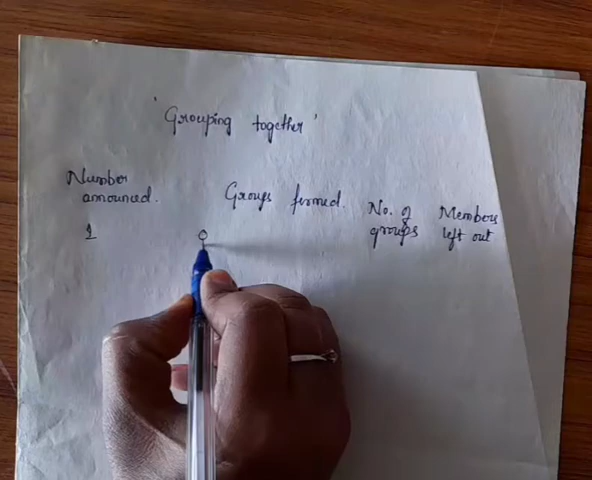 'Grouping together'
Number announced.
Groups formed.
No. of groups
Members left out
1